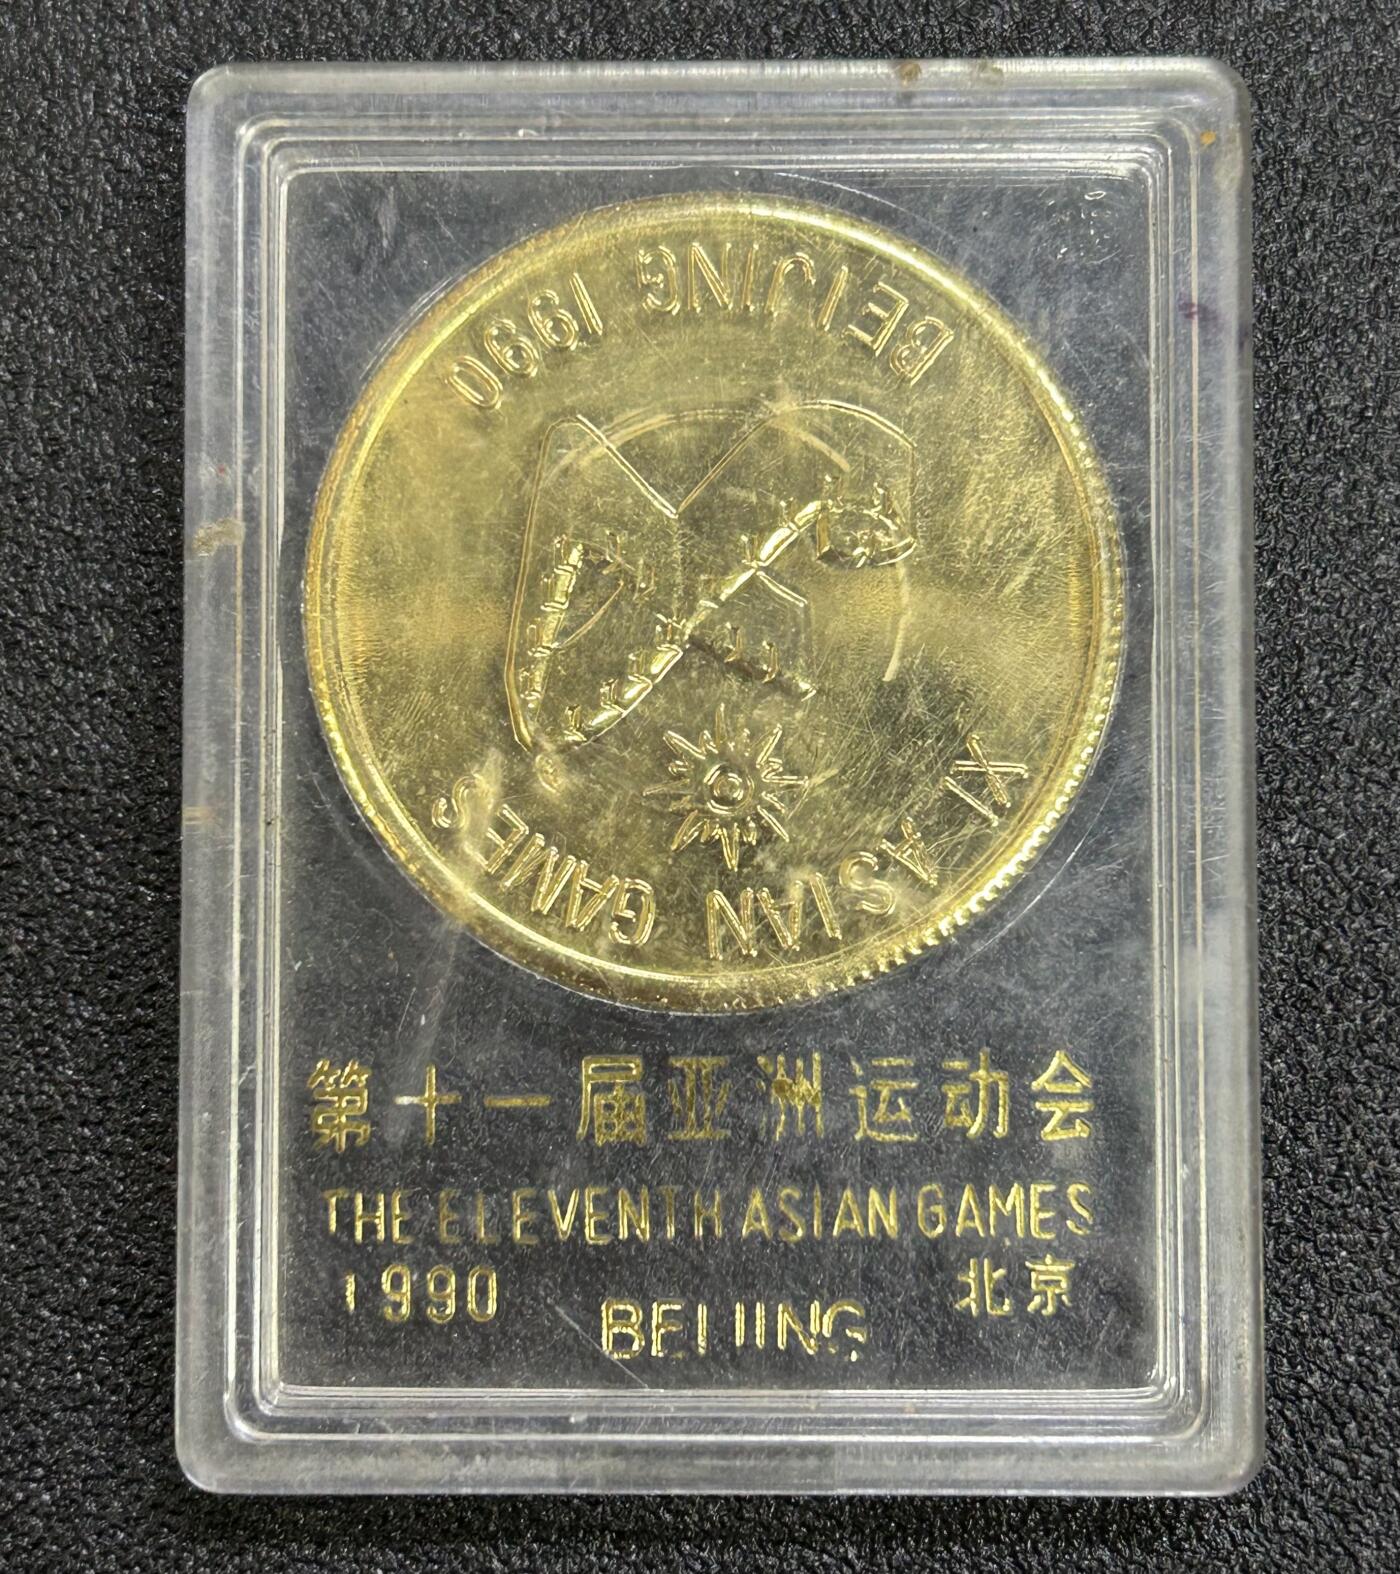 XI ASIAN GAMES
BEIJING 1990
第十一届亚洲运动会
THE ELEVENTH ASIAN GAMES
1990 BEIJING 北京